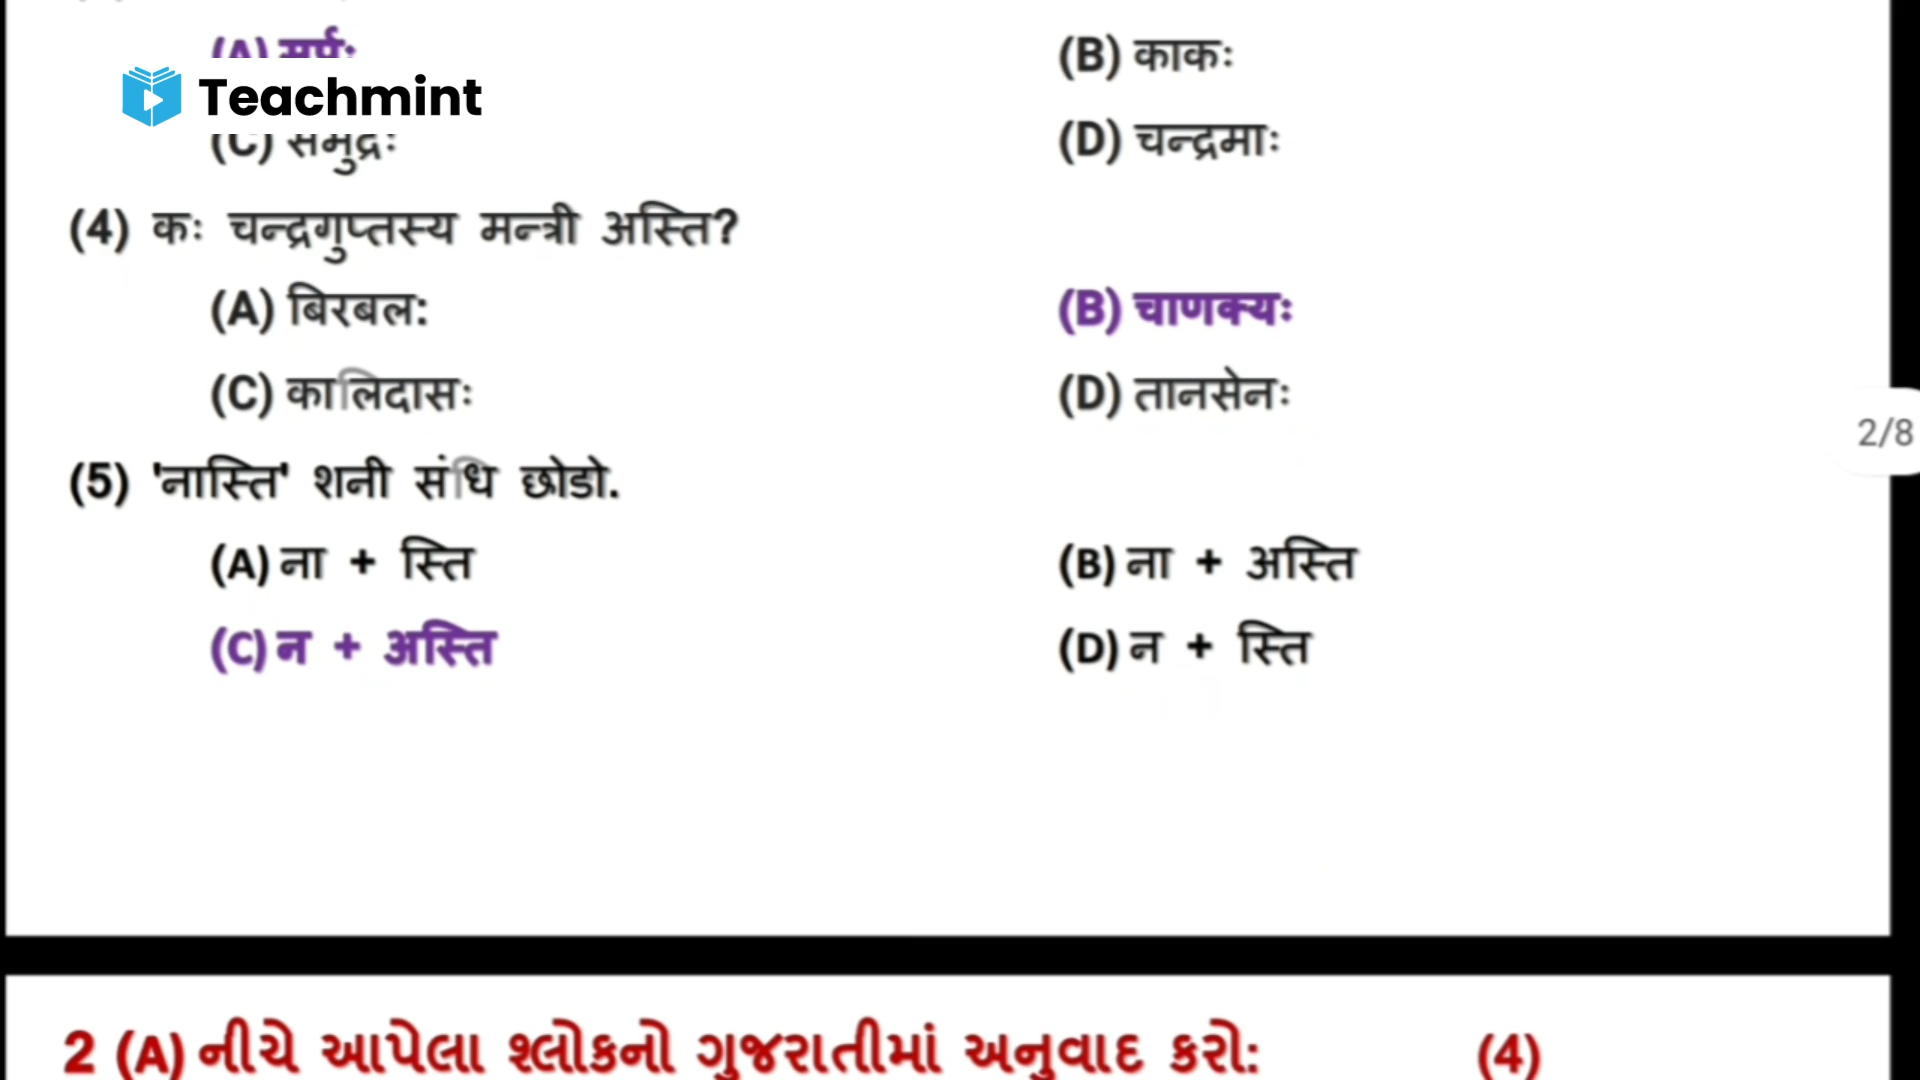 (B) काकः
Teachmint
(C) समुद्रः (D) चन्द्रमाः
(4) कः चन्द्रगुप्तस्य मन्त्री अस्ति?
(A) बिरबल: (B) चाणक्यः
(C) कालिदासः (D) तानसेनः
2/8
(5) 'नास्ति' शनी संधि छोडो.
(A) ना + स्ति (B) ना + अस्ति
(C) न + अस्ति (D) न + स्ति
2 (A) નીચે આપેલા શ્લોકનો ગુજરાતીમાં અનુવાદ કરો: (4)